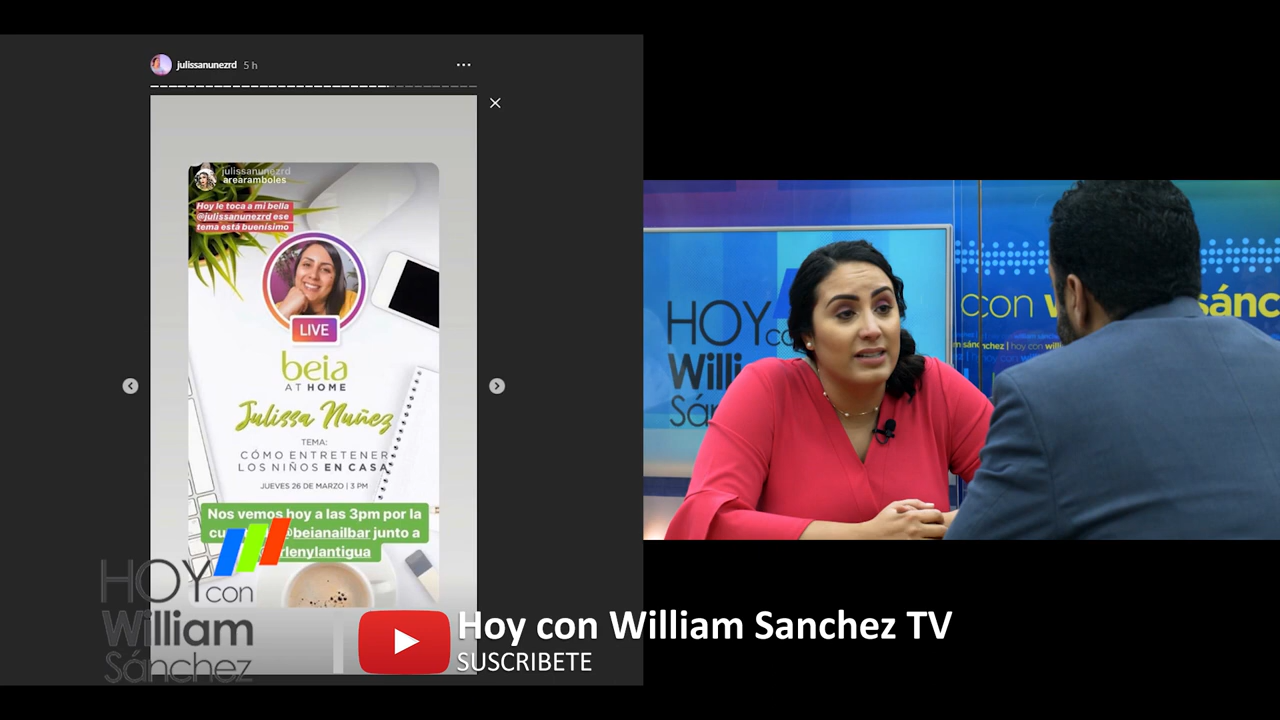 julissanunezrd 5 h
julissanunezrd
arearamboles
Hoy le toca a mi bella
@julissanunezrd ese
tema está buenísimo
LIVE
beia
AT HOME
Julissa Nuñez
TEMA:
CÓMO ENTRETENER
LOS NIÑOS EN CASA
JUEVES 26 DE MARZO | 3 PM
Nos vemos hoy a las 3pm por la
@beianailbar junto a
HOY con
William
Sánchez
Hoy con William Sanchez TV
SUSCRIBETE
HOY
Willi
Sá
con w sánc
m sánchez | hoy con willi